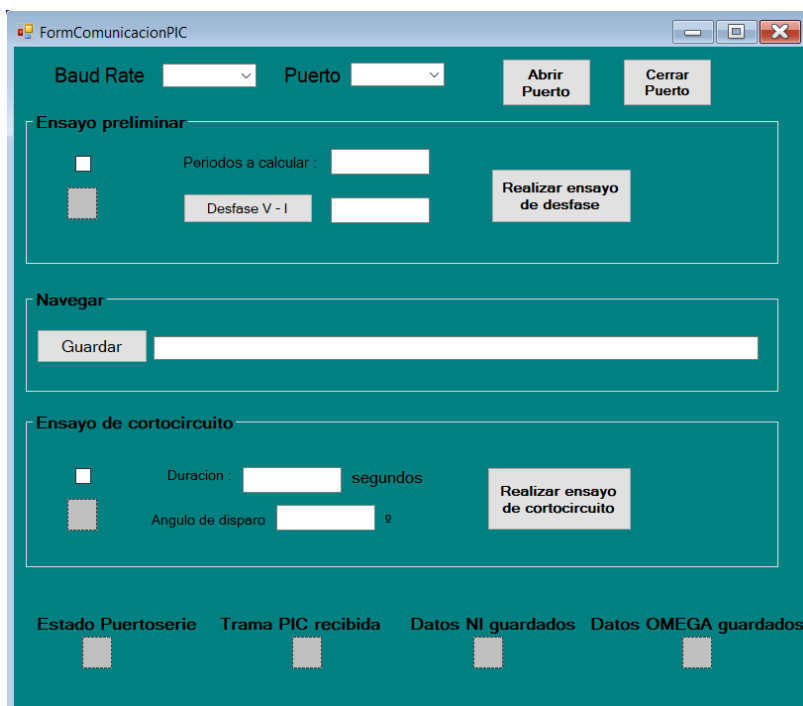 FormComunicacionPIC
Baud Rate
Puerto
Abrir
Puerto
Cerrar
Puerto
Ensayo preliminar
Periodos a calcular :
Realizar ensayo
de desfase
Desfase V - I
Navegar
Guardar
Ensayo de cortocircuito
Duracion :
segundos
Realizar ensayo
de cortocircuito
Angulo de disparo
º
Estado Puertoserie
Trama PIC recibida
Datos NI guardados
Datos OMEGA guardados